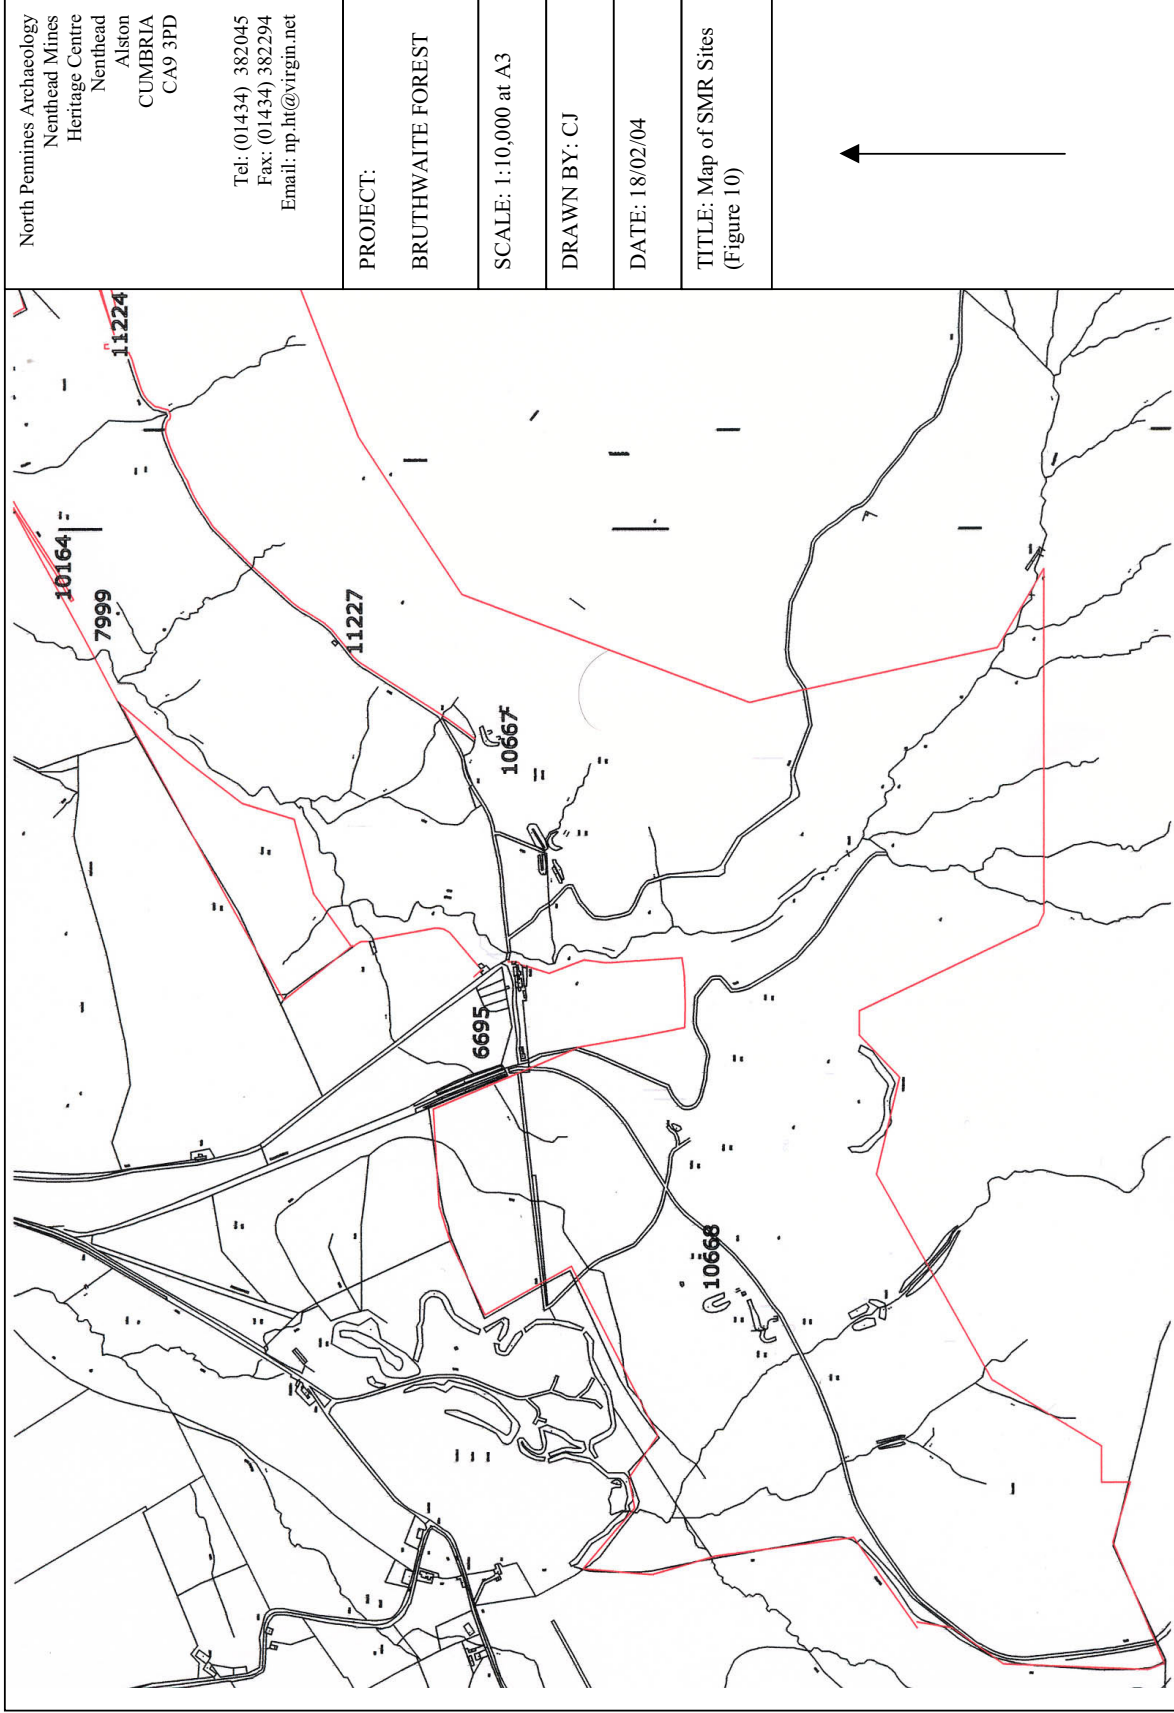 North Pennines Archaeology
Nenthead Mines
Heritage Centre
Nenthead
Alston
CUMBRIA
CA9 3PD
Tel: (01434) 382045
Fax: (01434) 382294
Email: np.ht@virgin.net
PROJECT:
BRUTHWAITE FOREST
SCALE: 1:10,000 at A3
DRAWN BY: CJ
DATE: 18/02/04
TITLE: Map of SMR Sites
(Figure 10)
11224
10164
7999
11227
10667
6695
10668